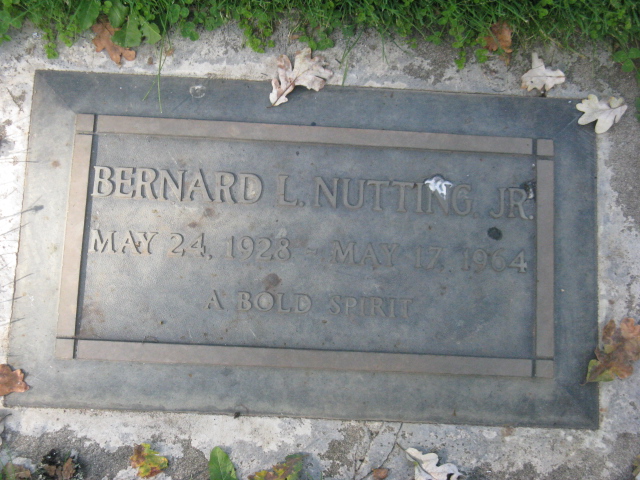 BERNARD L. NUTTING, JR.
MAY 24, 1928 - MAY 17, 1964
A BOLD SPIRIT